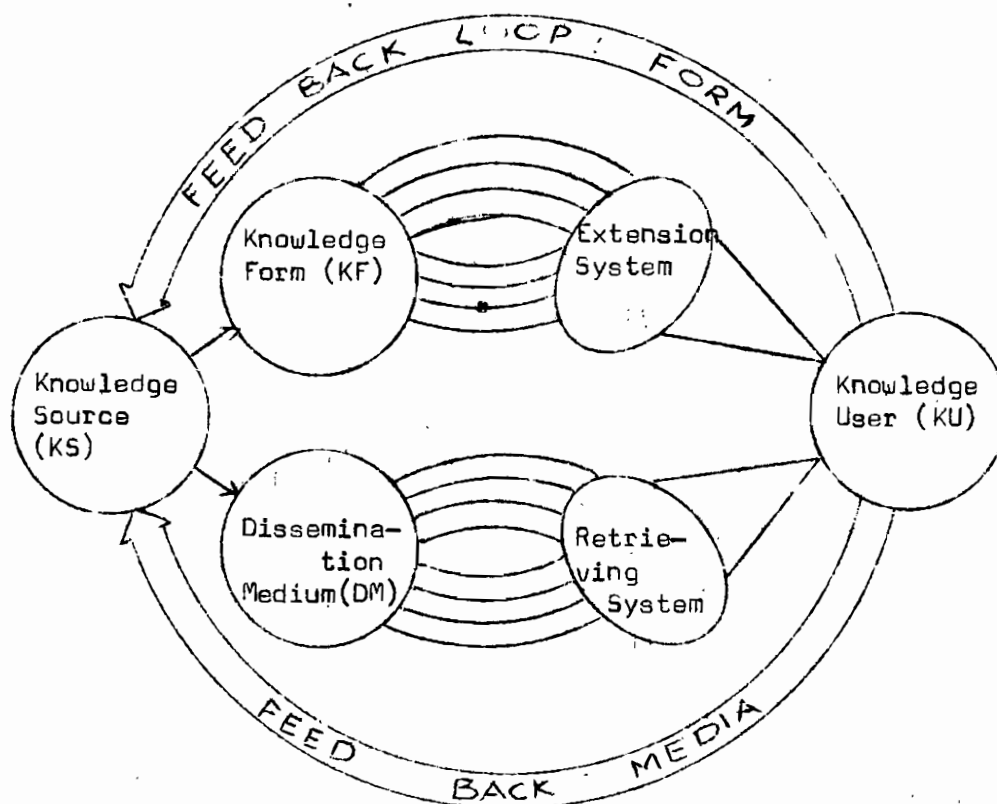 FEED BACK LOOP: FORM
Knowledge
Form (KF)
Extension
System
Knowledge
Source
(KS)
Knowledge
User (KU)
Dissemina-
tion
Medium(DM)
Retrie-
ving
System
FEED BACK MEDIA